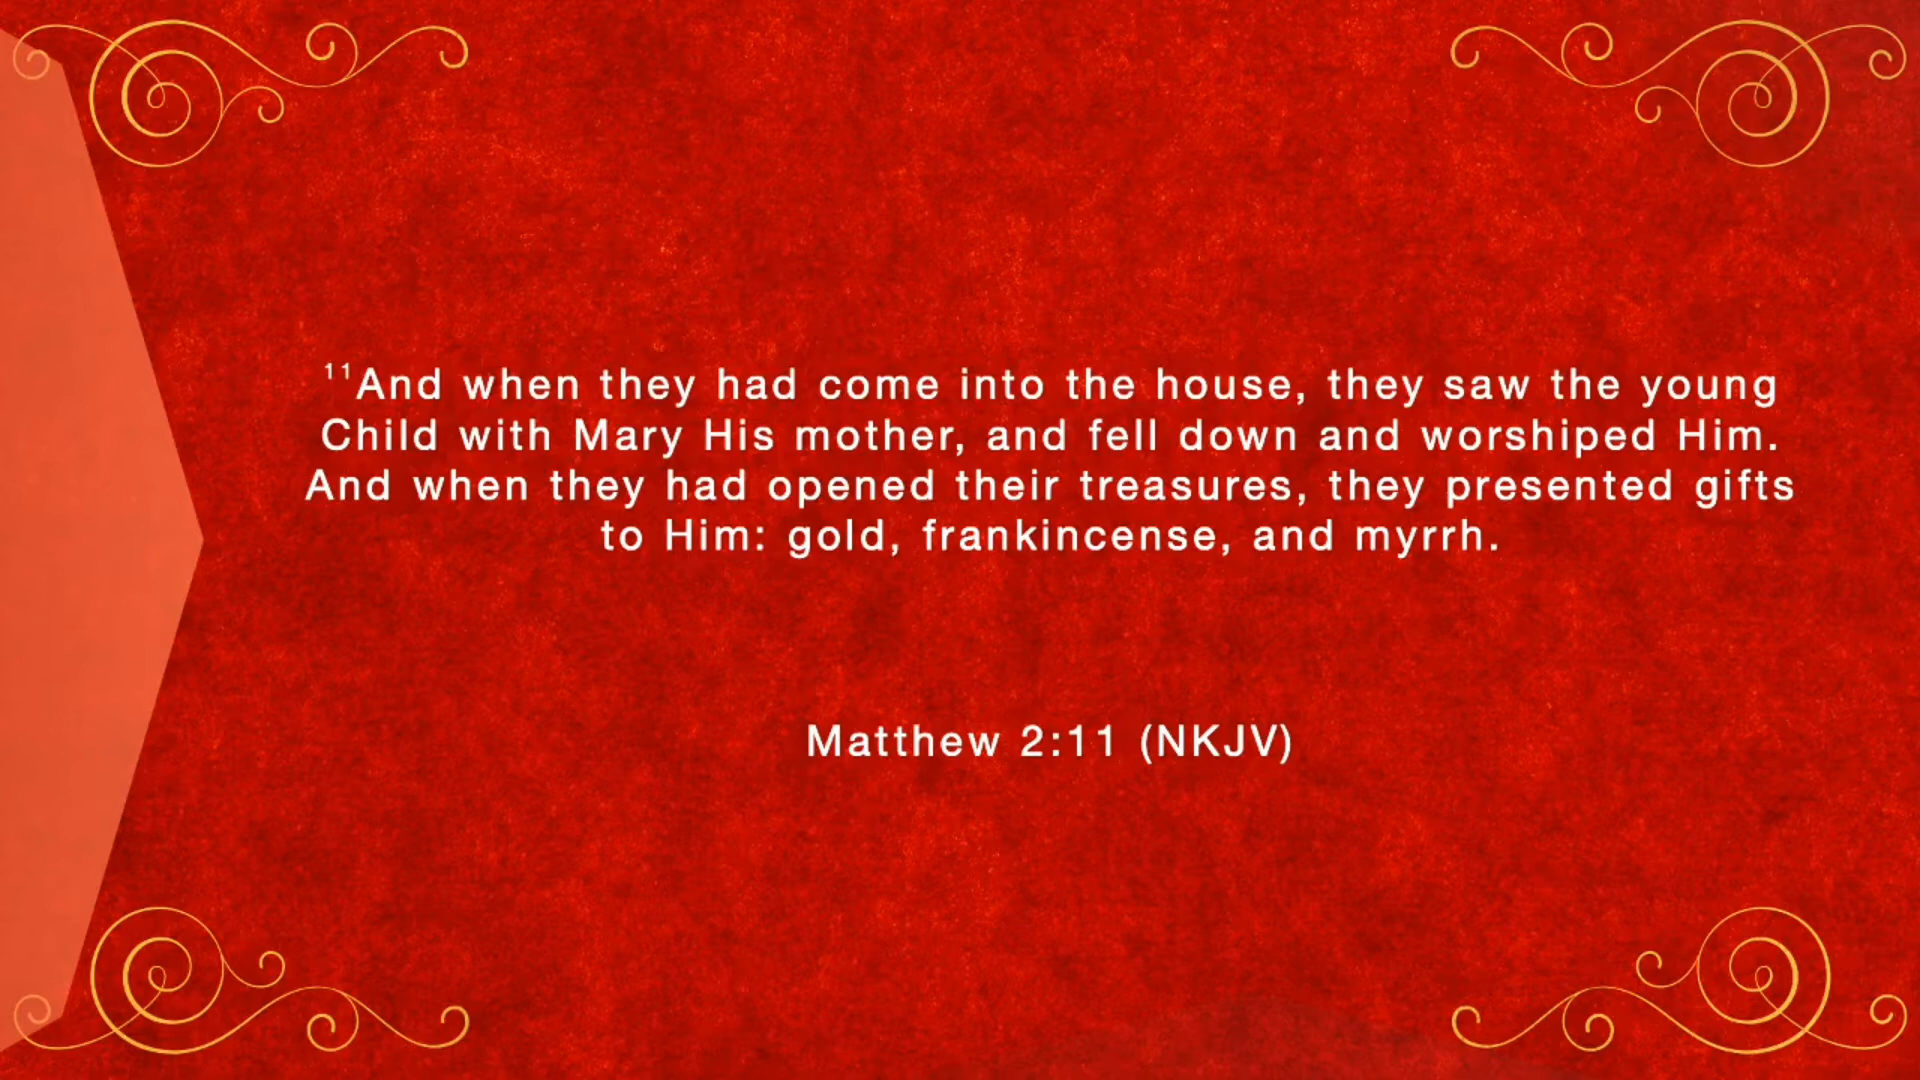 ¹¹And when they had come into the house, they saw the young
Child with Mary His mother, and fell down and worshiped Him.
And when they had opened their treasures, they presented gifts
to Him: gold, frankincense, and myrrh.
Matthew 2:11 (NKJV)